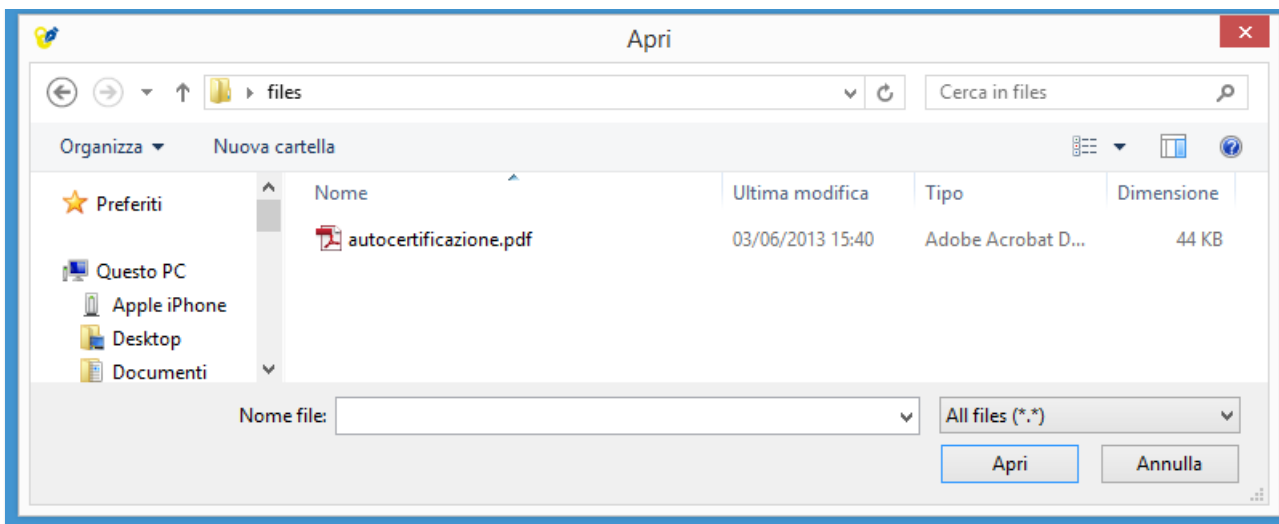 Apri
files
Cerca in files
Organizza
Nuova cartella
Preferiti
Questo PC
Apple iPhone
Desktop
Documenti
Nome Ultima modifica Tipo Dimensione
autocertificazione.pdf 03/06/2013 15:40 Adobe Acrobat D... 44 KB
Nome file:
All files (*.*)
Apri Annulla